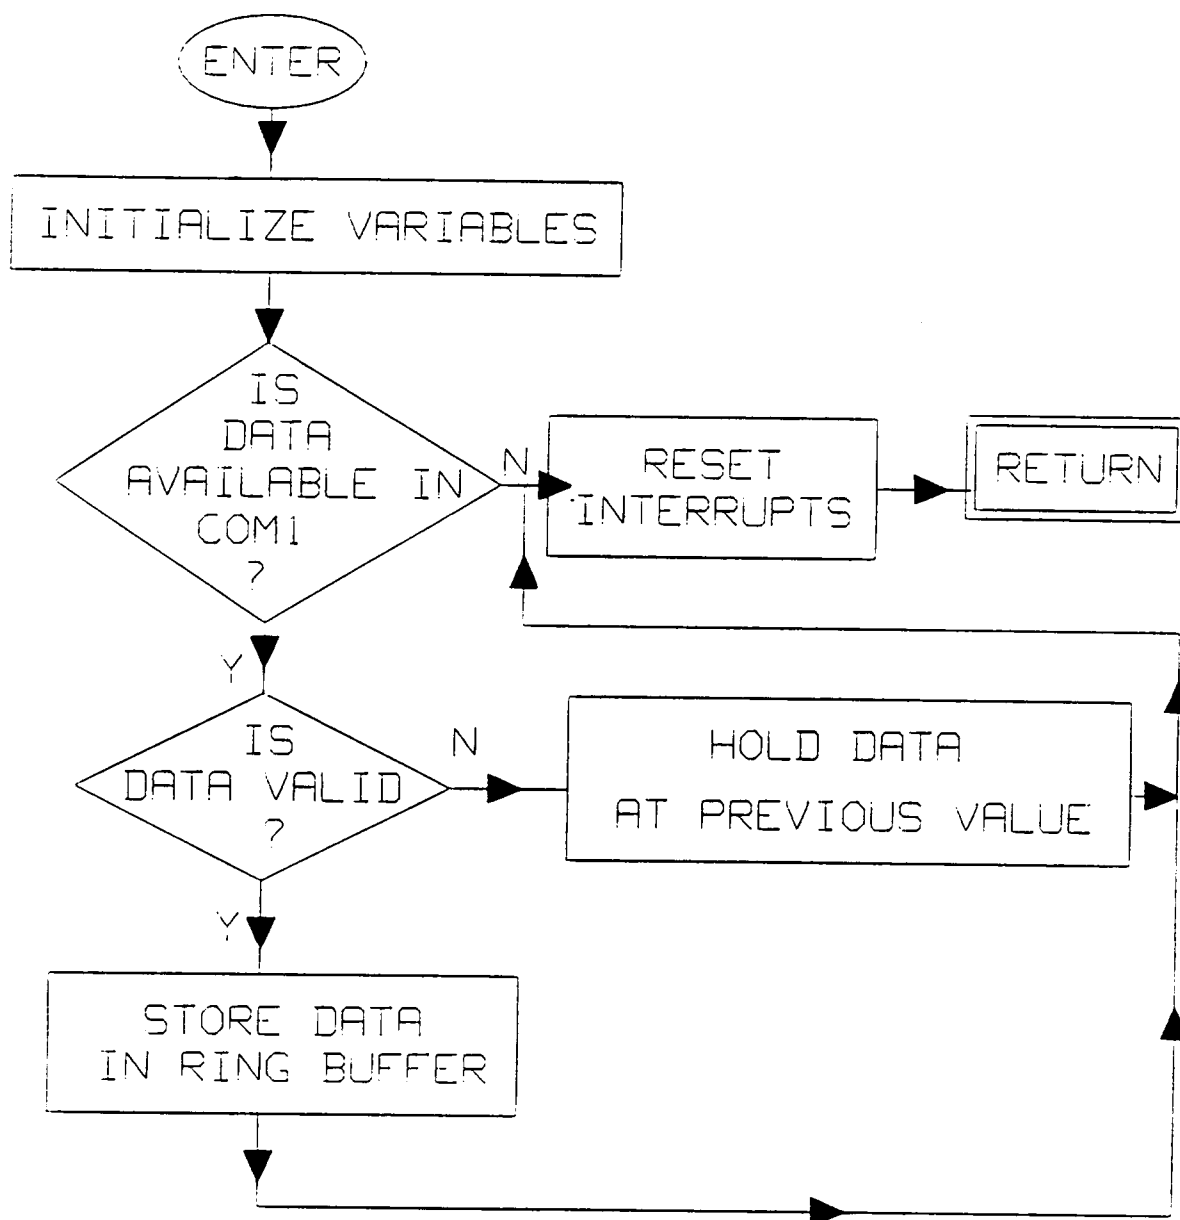 ENTER
INITIALIZE VARIABLES
IS
DATA
AVAILABLE IN
COM1
?
N
RESET
INTERRUPTS
RETURN
Y
IS
DATA VALID
?
N
HOLD DATA
AT PREVIOUS VALUE
Y
STORE DATA
IN RING BUFFER